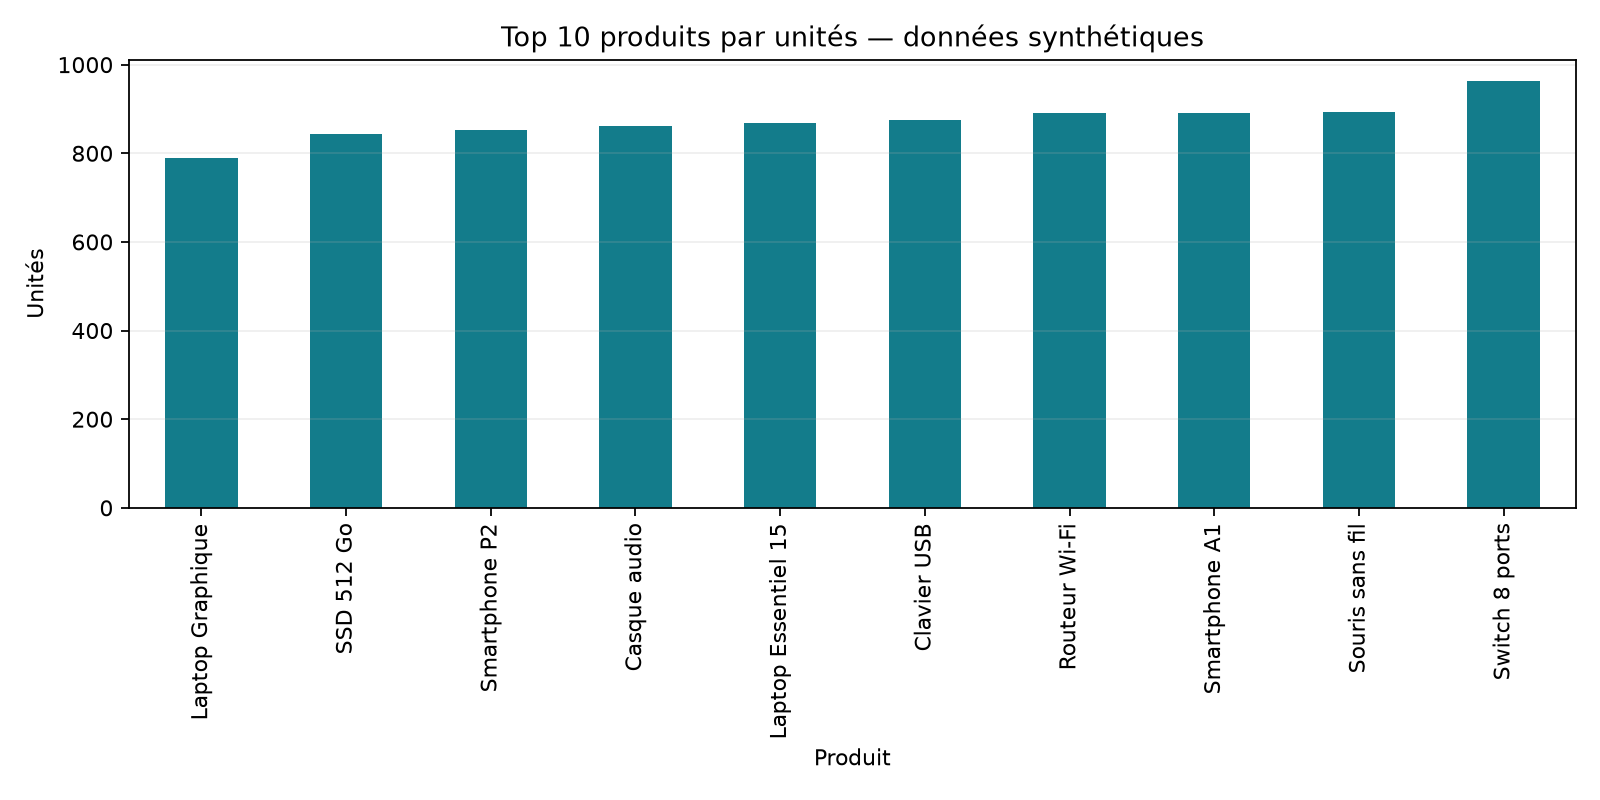 Top 10 produits par unités — données synthétiques
1000
800
600
400
200
0
Unités
Laptop Graphique
SSD 512 Go
Smartphone P2
Casque audio
Laptop Essentiel 15
Clavier USB
Routeur Wi-Fi
Smartphone A1
Souris sans fil
Switch 8 ports
Produit